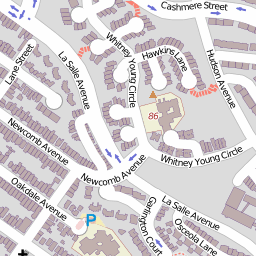 Cashmere Street
Whitney Young Circle
Hawkins Lane
Hudson Avenue
Lane Street
La Salle Avenue
86
Newcomb Avenue
Whitney Young Circle
Newcomb Avenue
Oakdale Avenue
La Salle Avenue
P
Garlington Court
Osceola Lane